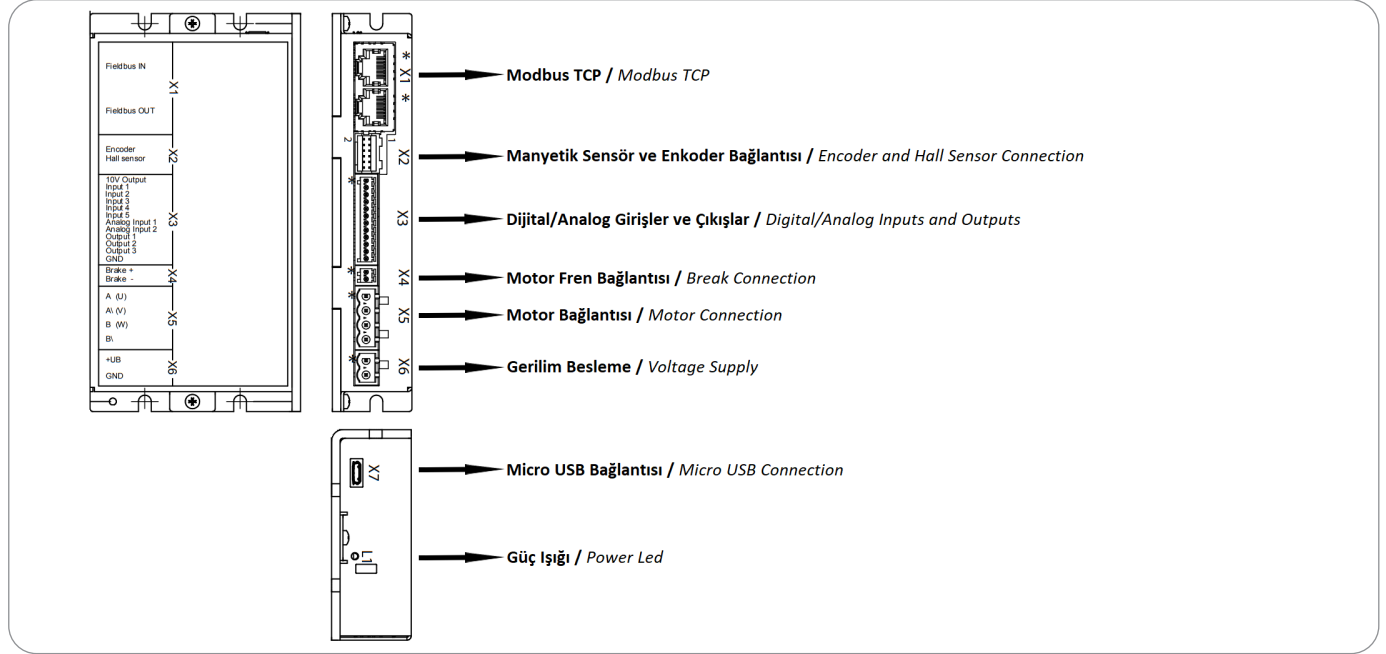 Fieldbus IN
Fieldbus OUT
X1
Encoder
Hall sensor
X2
10V Output
Input 1
Input 2
Input 3
Input 4
Input 5
Analog Input 1
Analog Input 2
Output 1
Output 2
Output 3
GND
X3
Brake +
Brake -
X4
A (U)
A\ (V)
B (W)
B\
X5
+UB
GND
X6
* X1 *
Modbus TCP / Modbus TCP
2 1
X2
Manyetik Sensör ve Enkoder Bağlantısı / Encoder and Hall Sensor Connection
*
X3
Dijital/Analog Girişler ve Çıkışlar / Digital/Analog Inputs and Outputs
*
X4
Motor Fren Bağlantısı / Break Connection
*
X5
Motor Bağlantısı / Motor Connection
*
X6
Gerilim Besleme / Voltage Supply
X7
Micro USB Bağlantısı / Micro USB Connection
L1
Güç Işığı / Power Led